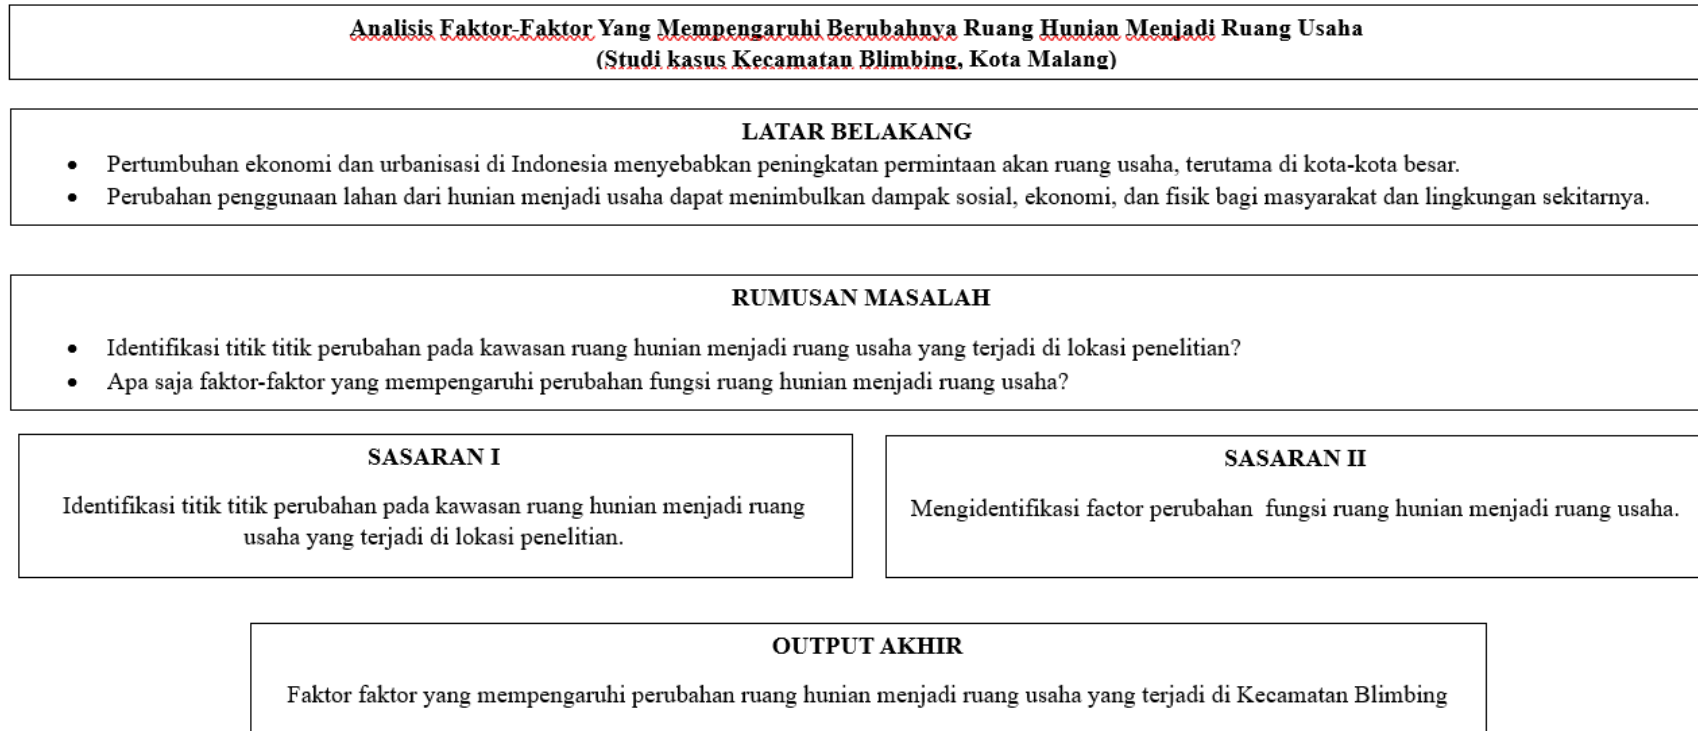 Analisis Faktor-Faktor Yang Mempengaruhi Berubahnya Ruang Hunian Menjadi Ruang Usaha
(Studi kasus Kecamatan Blimbing, Kota Malang)
LATAR BELAKANG
• Pertumbuhan ekonomi dan urbanisasi di Indonesia menyebabkan peningkatan permintaan akan ruang usaha, terutama di kota-kota besar.
• Perubahan penggunaan lahan dari hunian menjadi usaha dapat menimbulkan dampak sosial, ekonomi, dan fisik bagi masyarakat dan lingkungan sekitarnya.
RUMUSAN MASALAH
• Identifikasi titik titik perubahan pada kawasan ruang hunian menjadi ruang usaha yang terjadi di lokasi penelitian?
• Apa saja faktor-faktor yang mempengaruhi perubahan fungsi ruang hunian menjadi ruang usaha?
SASARAN I
Identifikasi titik titik perubahan pada kawasan ruang hunian menjadi ruang
usaha yang terjadi di lokasi penelitian.
SASARAN II
Mengidentifikasi factor perubahan  fungsi ruang hunian menjadi ruang usaha.
OUTPUT AKHIR
Faktor faktor yang mempengaruhi perubahan ruang hunian menjadi ruang usaha yang terjadi di Kecamatan Blimbing